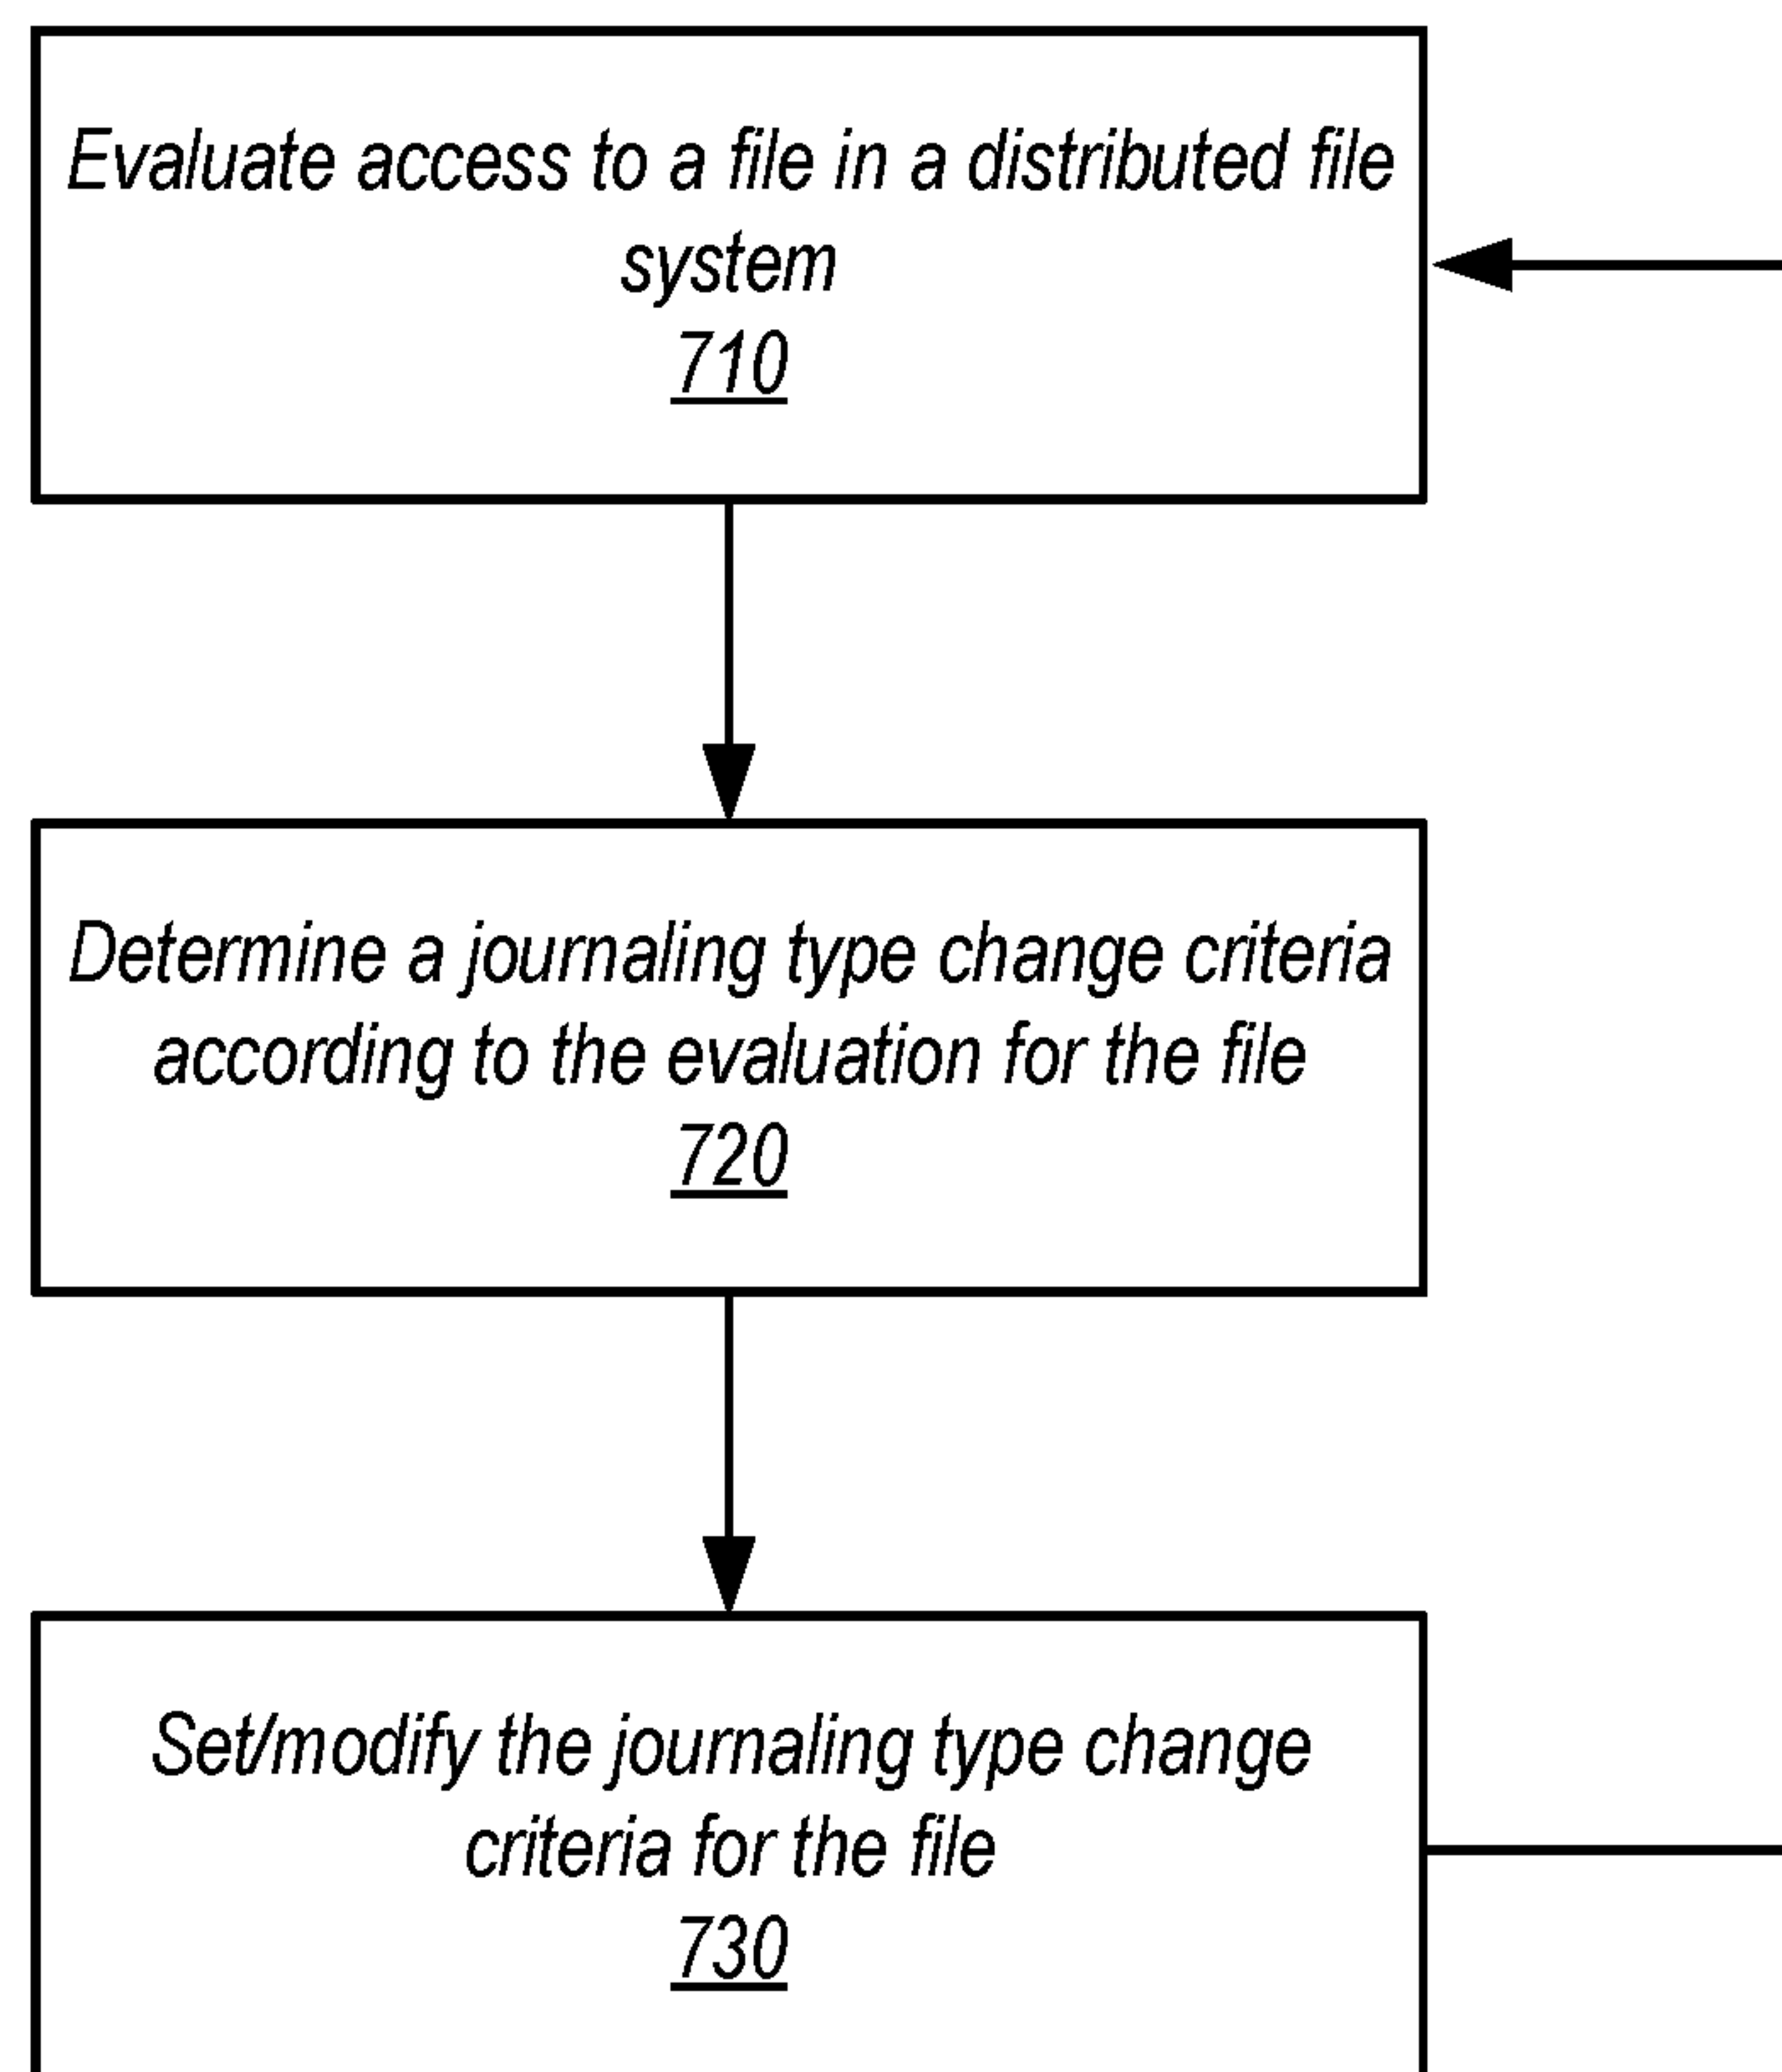 Evaluate access to a file in a distributed file
system
710
Determine a journaling type change criteria
according to the evaluation for the file
720
Set/modify the journaling type change
criteria for the file
730